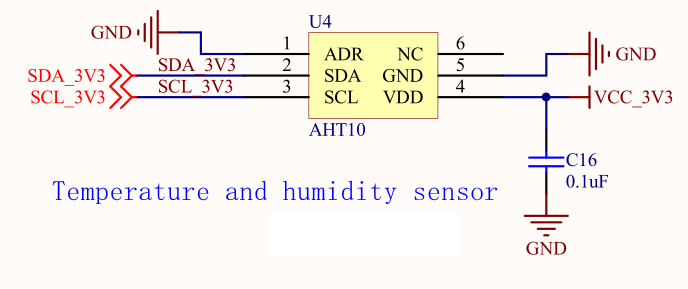 U4
GND
1
ADR
NC
6
GND
SDA_3V3
SDA_3V3
2
SDA
GND
5
SCL_3V3
SCL_3V3
3
SCL
VDD
4
VCC_3V3
AHT10
C16
0.1uF
Temperature and humidity sensor
GND